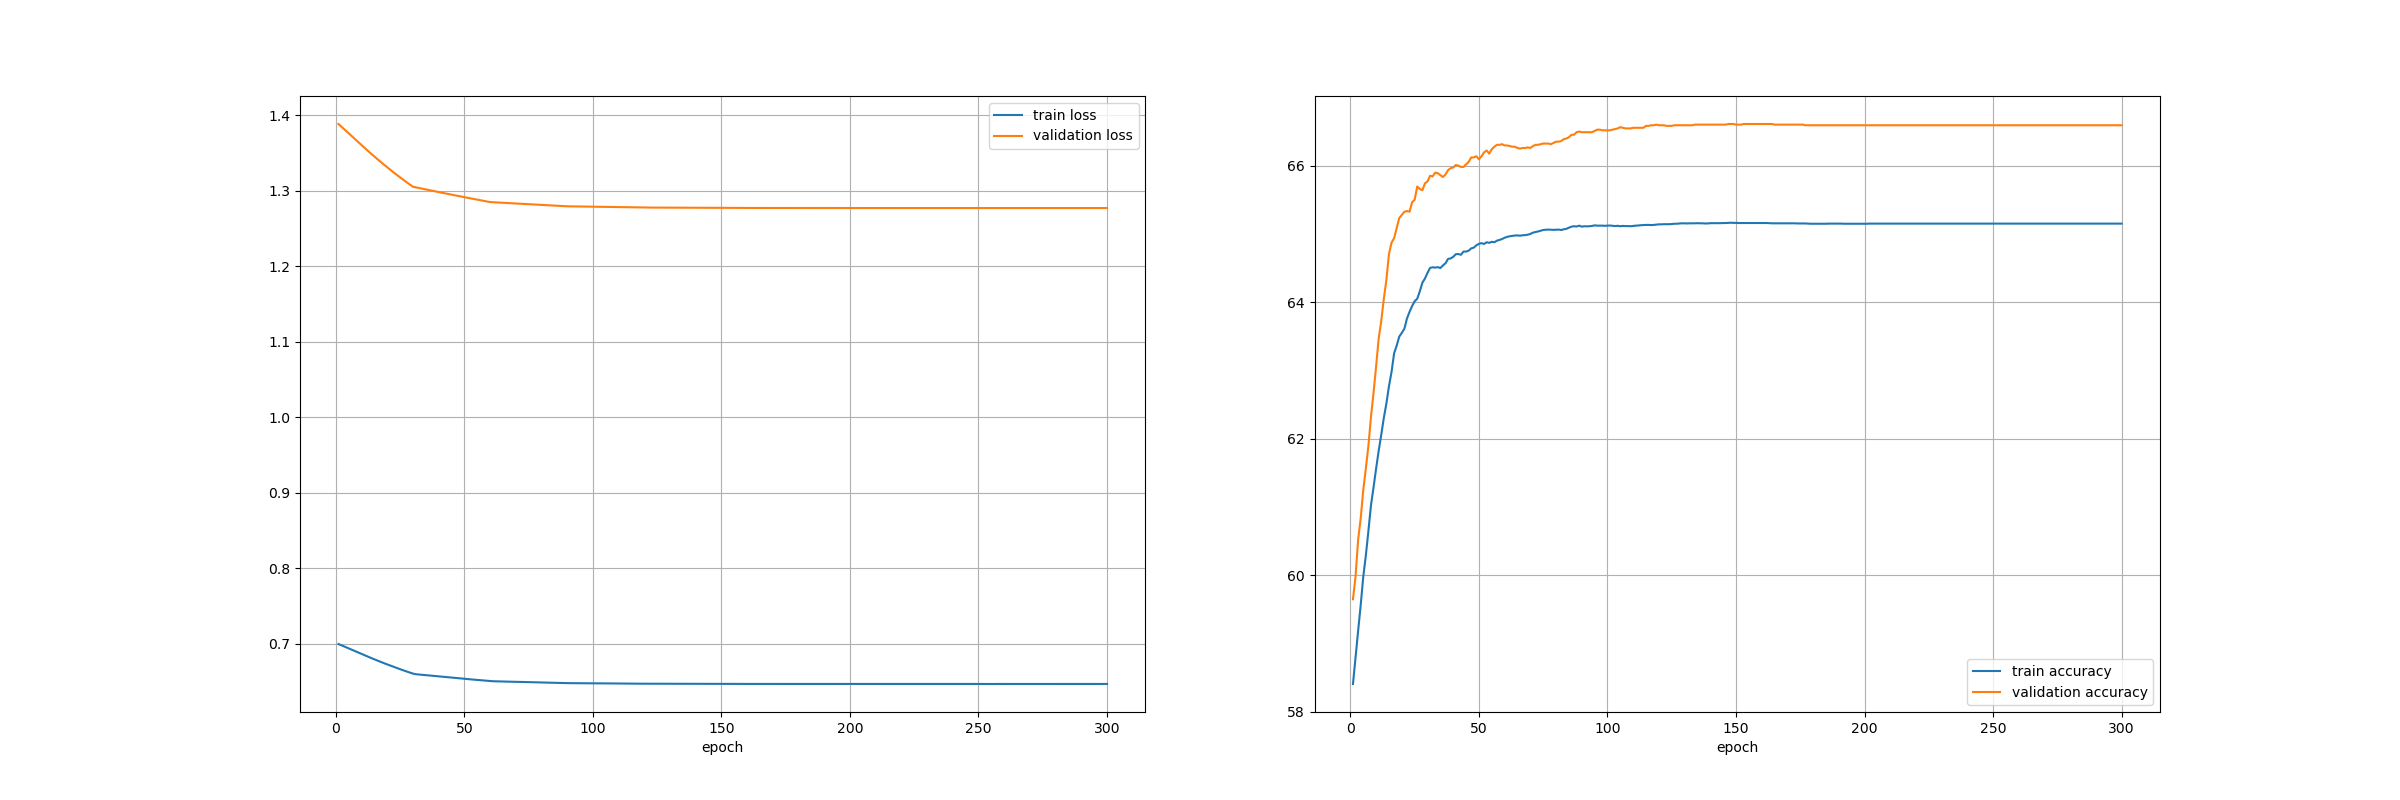 1.4
1.3
1.2
1.1
1.0
0.9
0.8
0.7
0 50 100 150 200 250 300
epoch
train loss
validation loss
66
64
62
60
58
0 50 100 150 200 250 300
epoch
train accuracy
validation accuracy